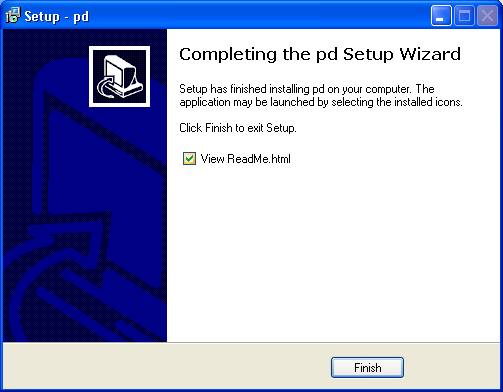 Setup - pd
Completing the pd Setup Wizard
Setup has finished installing pd on your computer. The
application may be launched by selecting the installed icons.
Click Finish to exit Setup.
View ReadMe.html
Finish